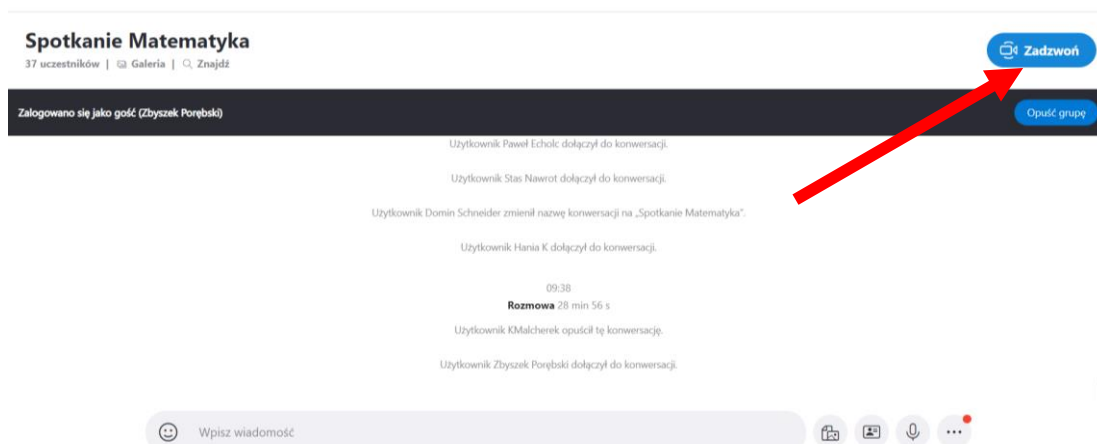 Spotkanie Matematyka
Zadzwoń
37 uczestników | Galeria | Znajdź
Zalogowano się jako gość (Zbyszek Porębski)
Opuść grupę
Użytkownik Paweł Echolc dołączył do konwersacji.
Użytkownik Stas Nawrot dołączył do konwersacji.
Użytkownik Domin Schneider zmienił nazwę konwersacji na „Spotkanie Matematyka”.
Użytkownik Hania K dołączył do konwersacji.
09:38
Rozmowa 28 min 56 s
Użytkownik KMalcherek opuścił tę konwersację.
Użytkownik Zbyszek Porębski dołączył do konwersacji.
Wpisz wiadomość